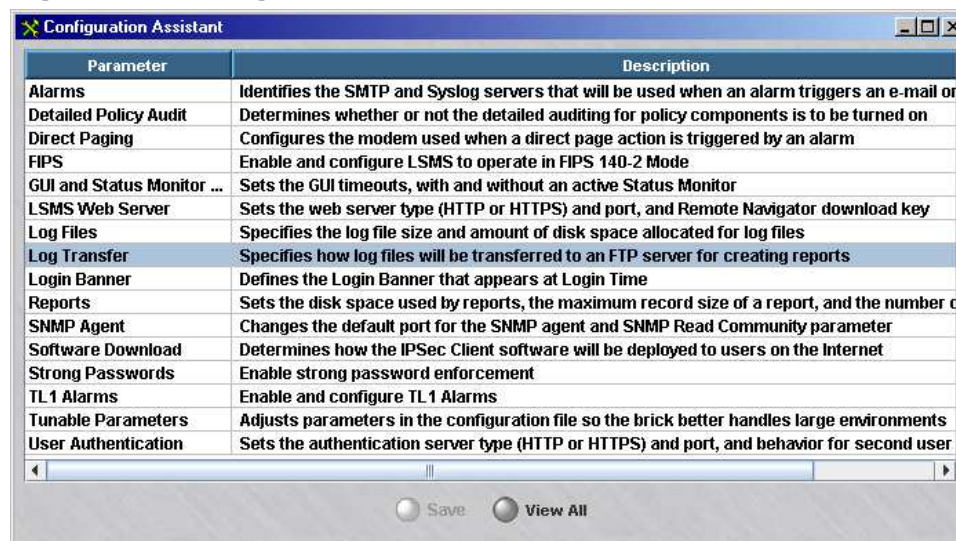 Configuration Assistant
Parameter Description
Alarms Identifies the SMTP and Syslog servers that will be used when an alarm triggers an e-mail or
Detailed Policy Audit Determines whether or not the detailed auditing for policy components is to be turned on
Direct Paging Configures the modem used when a direct page action is triggered by an alarm
FIPS Enable and configure LSMS to operate in FIPS 140-2 Mode
GUI and Status Monitor ... Sets the GUI timeouts, with and without an active Status Monitor
LSMS Web Server Sets the web server type (HTTP or HTTPS) and port, and Remote Navigator download key
Log Files Specifies the log file size and amount of disk space allocated for log files
Log Transfer Specifies how log files will be transferred to an FTP server for creating reports
Login Banner Defines the Login Banner that appears at Login Time
Reports Sets the disk space used by reports, the maximum record size of a report, and the number
SNMP Agent Changes the default port for the SNMP agent and SNMP Read Community parameter
Software Download Determines how the IPSec Client software will be deployed to users on the Internet
Strong Passwords Enable strong password enforcement
TL1 Alarms Enable and configure TL1 Alarms
Tunable Parameters Adjusts parameters in the configuration file so the brick better handles large environments
User Authentication Sets the authentication server type (HTTP or HTTPS) and port, and behavior for second user
Save View All